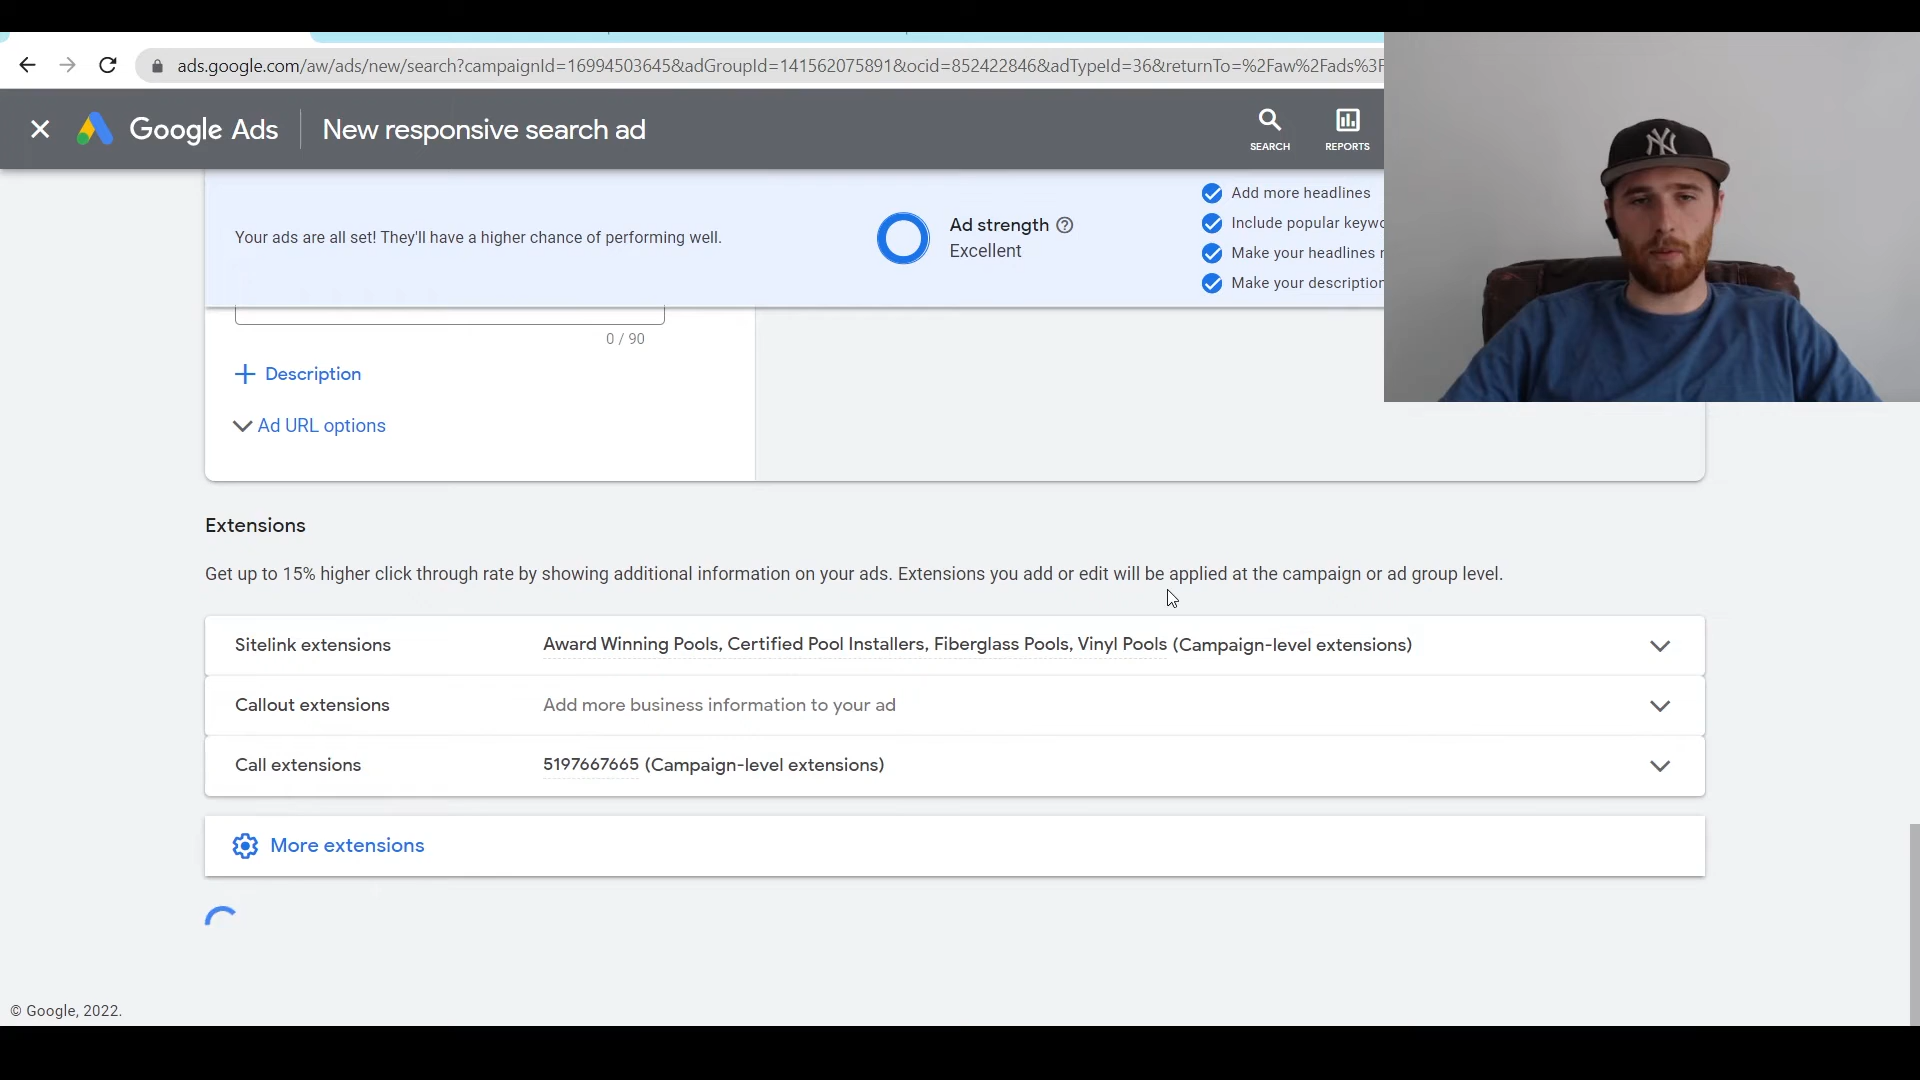 ads.google.com/aw/ads/new/search?campaignId=16994503645&adGroupId=141562075891&ocid=852422846&adTypeId=36&returnTo=%2Faw%2Fads%3F
Google Ads
New responsive search ad
SEARCH
REPORTS
NY
Your ads are all set! They'll have a higher chance of performing well.
Ad strength
Excellent
Add more headlines
Include popular keywo
Make your headlines
Make your description
0 / 90
Description
Ad URL options
Extensions
Get up to 15% higher click through rate by showing additional information on your ads. Extensions you add or edit will be applied at the campaign or ad group level.
Sitelink extensions
Award Winning Pools, Certified Pool Installers, Fiberglass Pools, Vinyl Pools (Campaign-level extensions)
Callout extensions
Add more business information to your ad
Call extensions
5197667665 (Campaign-level extensions)
More extensions
© Google, 2022.